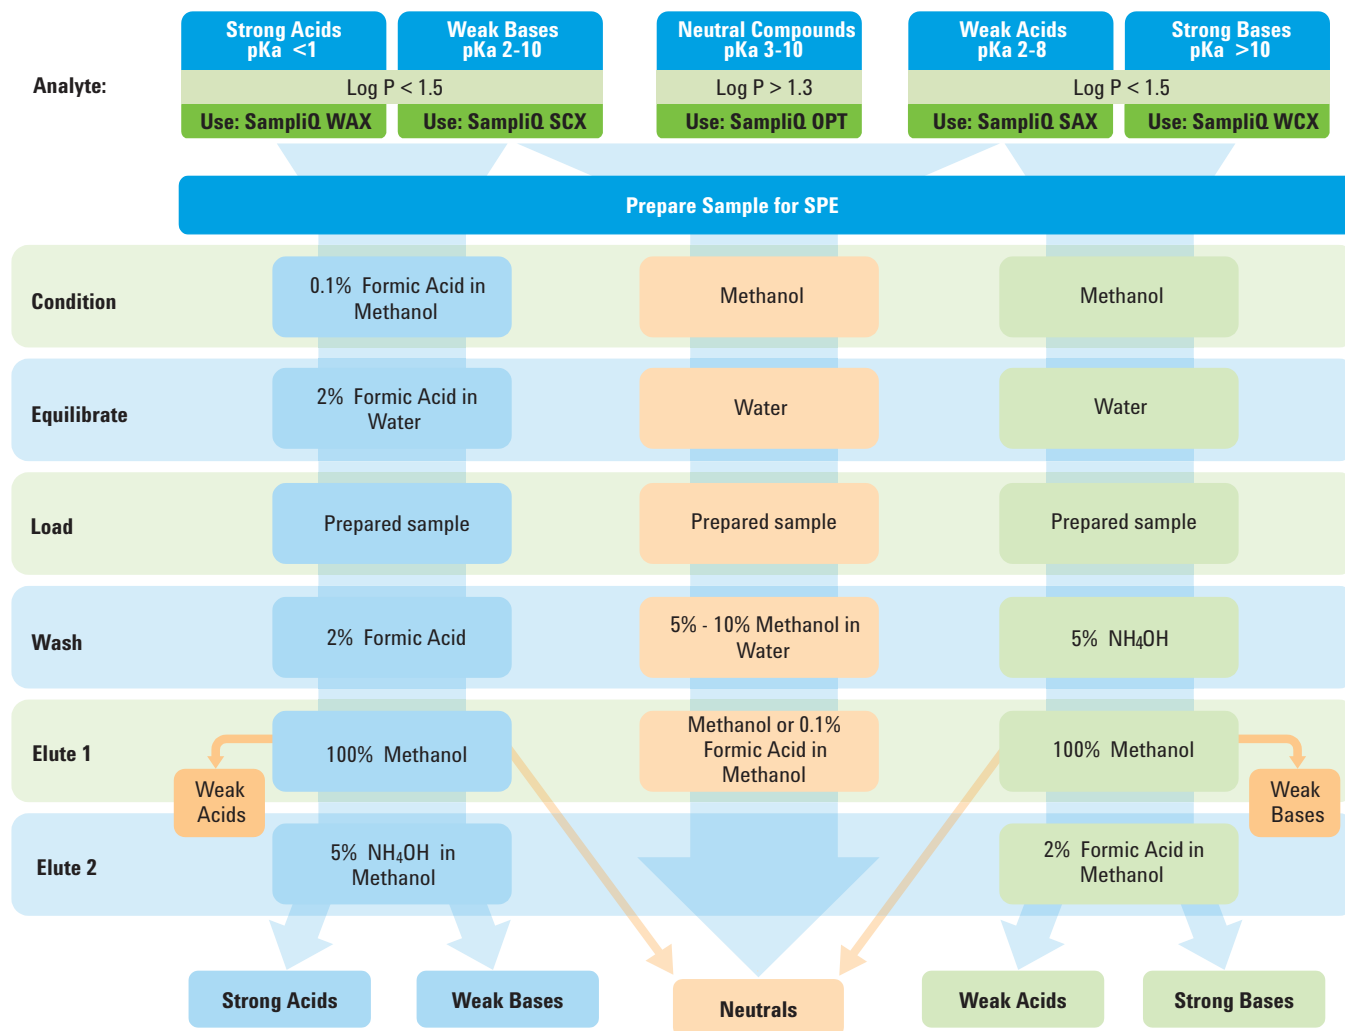 Strong Acids
pKa <1
Weak Bases
pKa 2-10
Neutral Compounds
pKa 3-10
Weak Acids
pKa 2-8
Strong Bases
pKa >10
Analyte:
Log P < 1.5
Log P > 1.3
Log P < 1.5
Use: SampliQ WAX
Use: SampliQ SCX
Use: SampliQ OPT
Use: SampliQ SAX
Use: SampliQ WCX
Prepare Sample for SPE
Condition
0.1% Formic Acid in
Methanol
Methanol
Methanol
Equilibrate
2% Formic Acid in
Water
Water
Water
Load
Prepared sample
Prepared sample
Prepared sample
Wash
2% Formic Acid
5% - 10% Methanol in
Water
5% NH₄OH
Elute 1
100% Methanol
Methanol or 0.1%
Formic Acid in
Methanol
100% Methanol
Weak
Acids
Weak
Bases
Elute 2
5% NH₄OH in
Methanol
2% Formic Acid in
Methanol
Strong Acids
Weak Bases
Neutrals
Weak Acids
Strong Bases